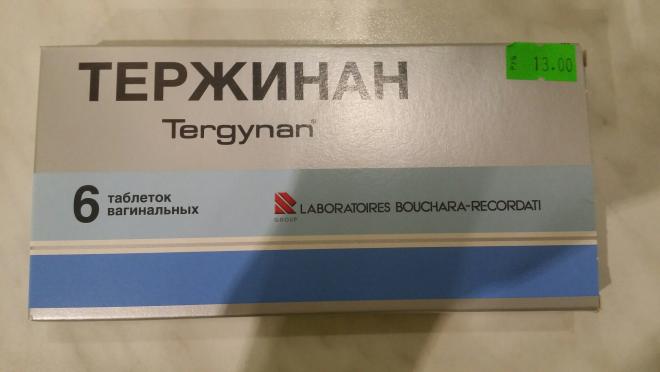 13.00
ТЕРЖИНАН
Tergynan®
6 таблеток
вагинальных
GROUP
LABORATOIRES BOUCHARA-RECORDATI